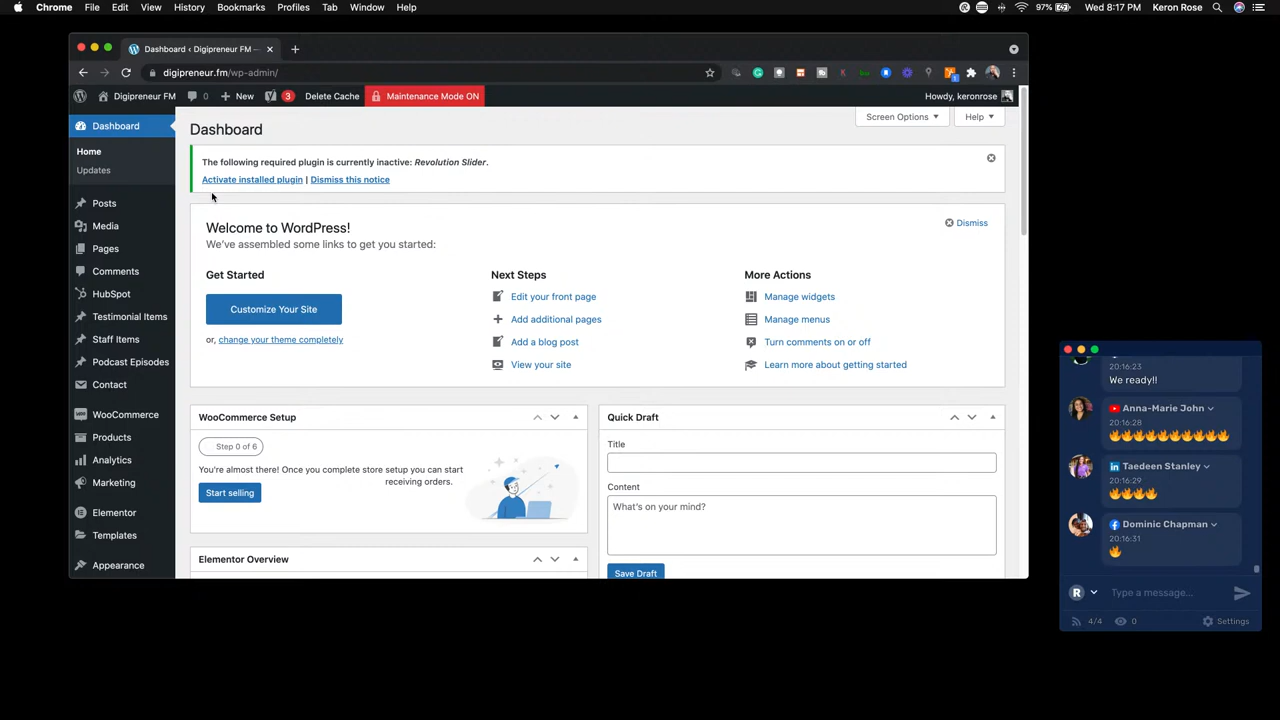 Chrome File Edit View History Bookmarks Profiles Tab Window Help 97% Wed 8:17 PM Keron Rose
Dashboard ‹ Digipreneur FM —
digipreneur.fm/wp-admin/
Digipreneur FM 0 New 3 Delete Cache Maintenance Mode ON Howdy, keronrose
Screen Options Help
Dashboard
Home
Updates
Posts
Media
Pages
Comments
HubSpot
Testimonial Items
Staff Items
Podcast Episodes
Contact
WooCommerce
Products
Analytics
Marketing
Elementor
Templates
Appearance
Dashboard
The following required plugin is currently inactive: Revolution Slider.
Activate installed plugin | Dismiss this notice
Welcome to WordPress!
Dismiss
We've assembled some links to get you started:
Get Started
Customize Your Site
or, change your theme completely
Next Steps
Edit your front page
Add additional pages
Add a blog post
View your site
More Actions
Manage widgets
Manage menus
Turn comments on or off
Learn more about getting started
WooCommerce Setup
Step 0 of 6
You're almost there! Once you complete store setup you can start
receiving orders.
Start selling
Elementor Overview
Quick Draft
Title
Content
What's on your mind?
Save Draft
20:16:23
We ready!!
Anna-Marie John
20:16:28
🔥🔥🔥🔥🔥🔥🔥🔥🔥🔥
Taedeen Stanley
20:16:29
🔥🔥🔥🔥
Dominic Chapman
20:16:31
🔥
R Type a message...
4/4 0 Settings